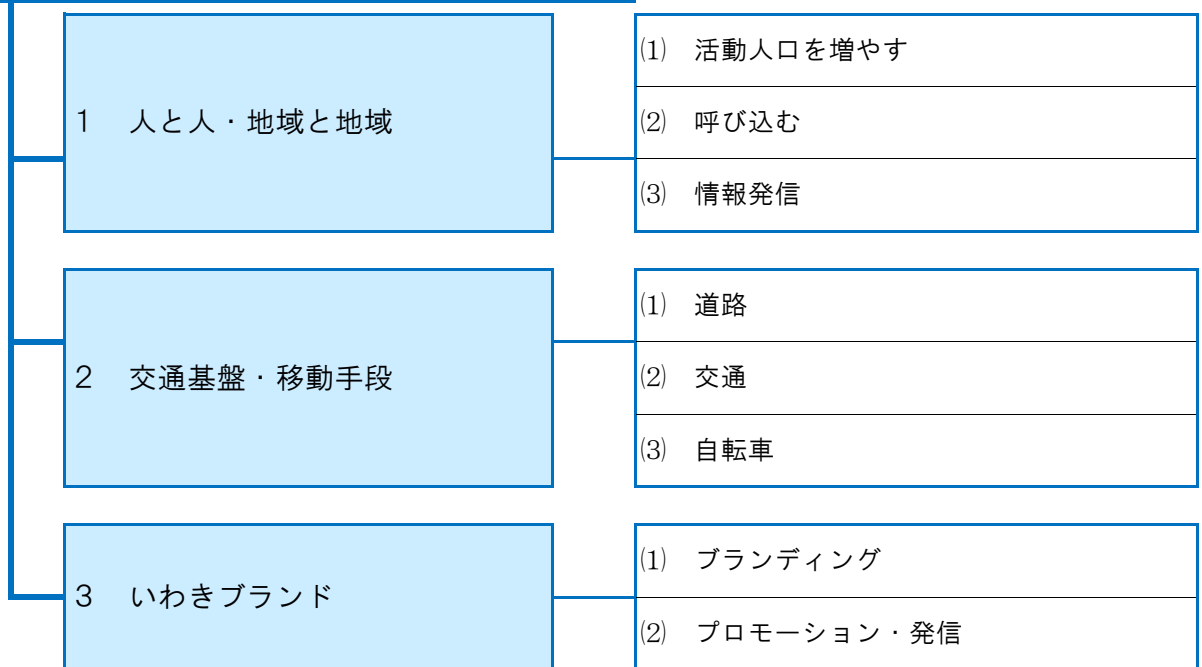 1　人と人・地域と地域
⑴　活動人口を増やす
⑵　呼び込む
⑶　情報発信
2　交通基盤・移動手段
⑴　道路
⑵　交通
⑶　自転車
3　いわきブランド
⑴　ブランディング
⑵　プロモーション・発信